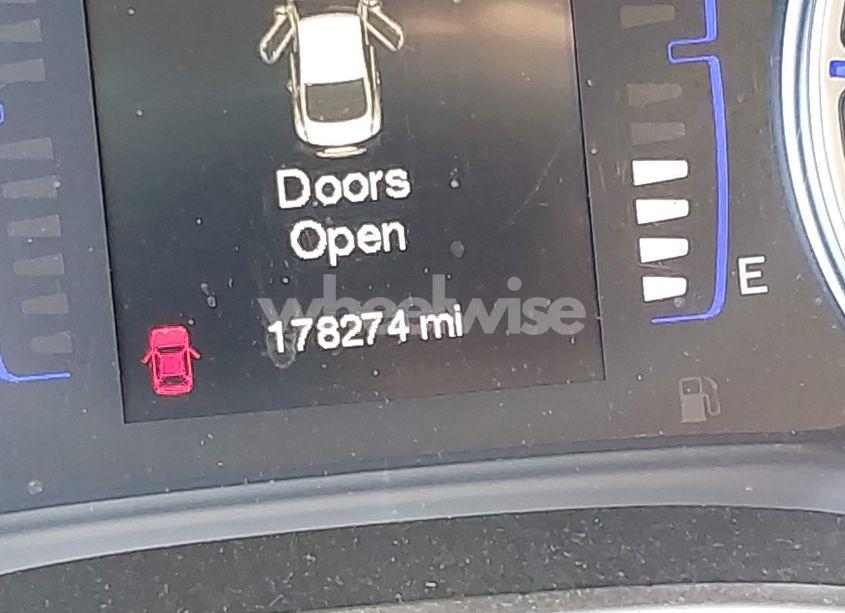 Doors
Open
wheelwise
178274 mi
E